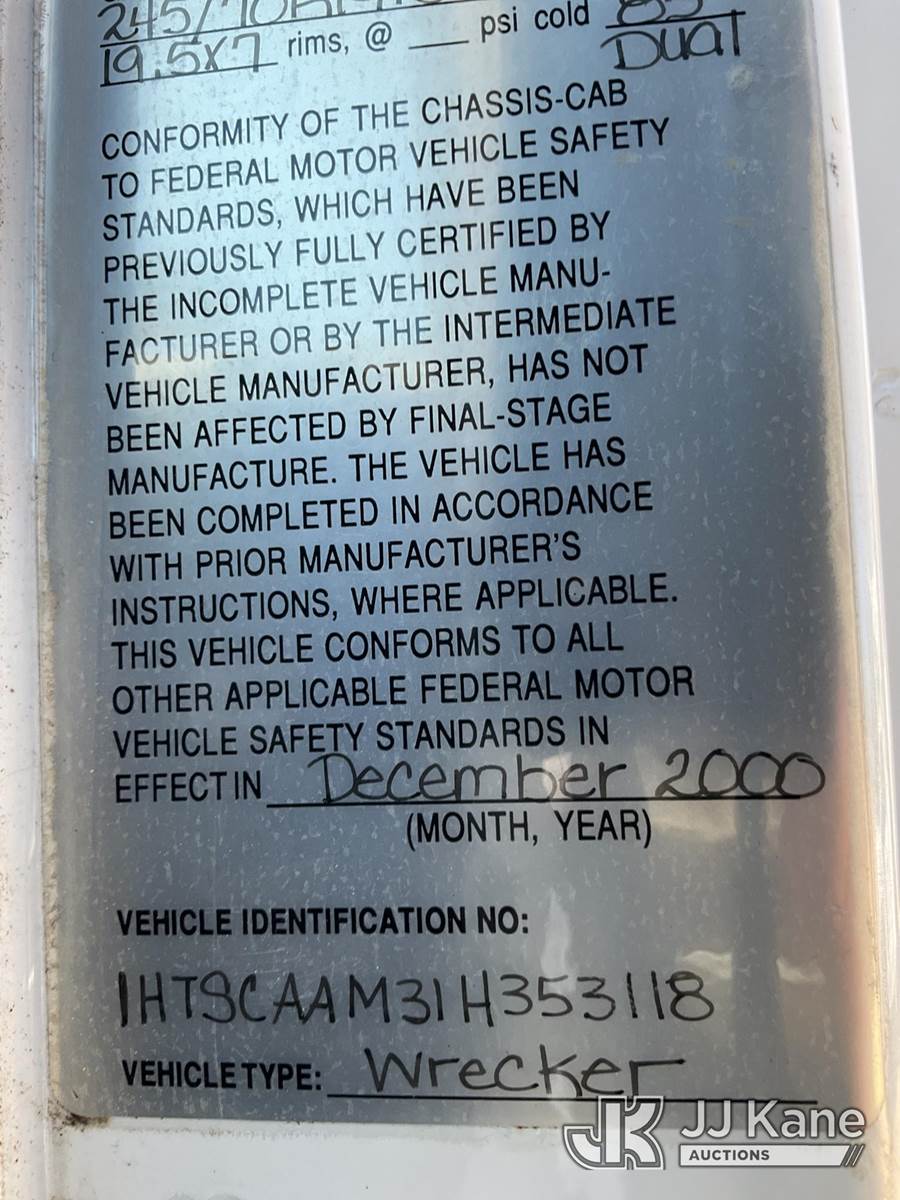 19.5X7 rims, @ ___ psi cold 
Dual
CONFORMITY OF THE CHASSIS-CAB
TO FEDERAL MOTOR VEHICLE SAFETY
STANDARDS, WHICH HAVE BEEN
PREVIOUSLY FULLY CERTIFIED BY
THE INCOMPLETE VEHICLE MANU-
FACTURER OR BY THE INTERMEDIATE
VEHICLE MANUFACTURER, HAS NOT
BEEN AFFECTED BY FINAL-STAGE
MANUFACTURE. THE VEHICLE HAS
BEEN COMPLETED IN ACCORDANCE
WITH PRIOR MANUFACTURER'S
INSTRUCTIONS, WHERE APPLICABLE.
THIS VEHICLE CONFORMS TO ALL
OTHER APPLICABLE FEDERAL MOTOR
VEHICLE SAFETY STANDARDS IN
EFFECT IN December 2000
(MONTH, YEAR)
VEHICLE IDENTIFICATION NO:
1HTSCAAM31H353118
VEHICLE TYPE: Wrecker
JK JJ Kane
AUCTIONS